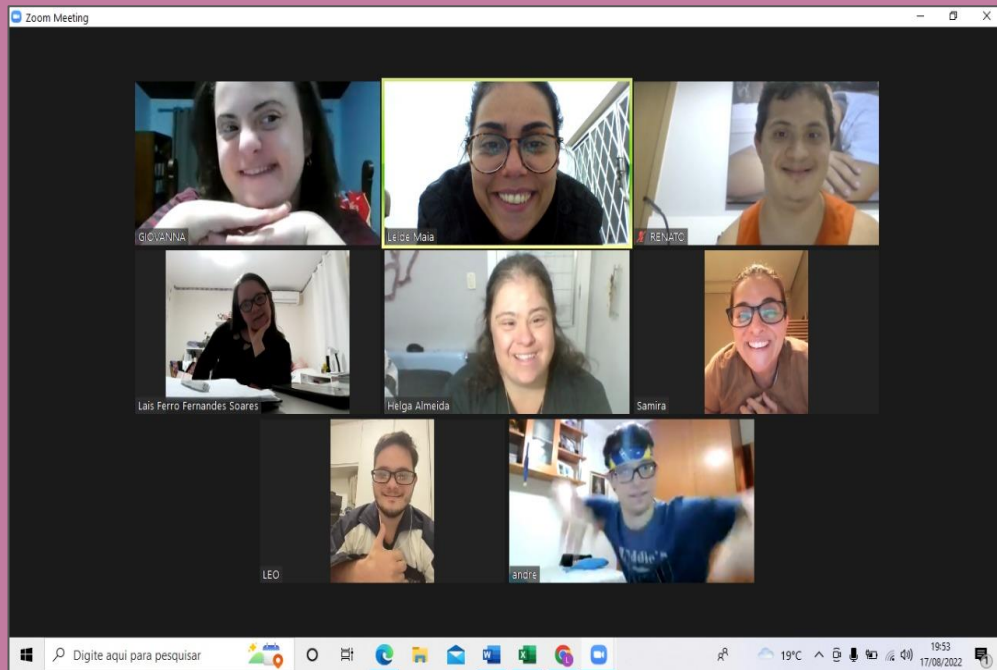 Zoom Meeting
GIOVANNA
Leide Maia
RENATO
Lais Ferro Fernandes Soares
Helga Almeida
Samira
LEO
andre
Digite aqui para pesquisar
19°C
19:53
17/08/2022